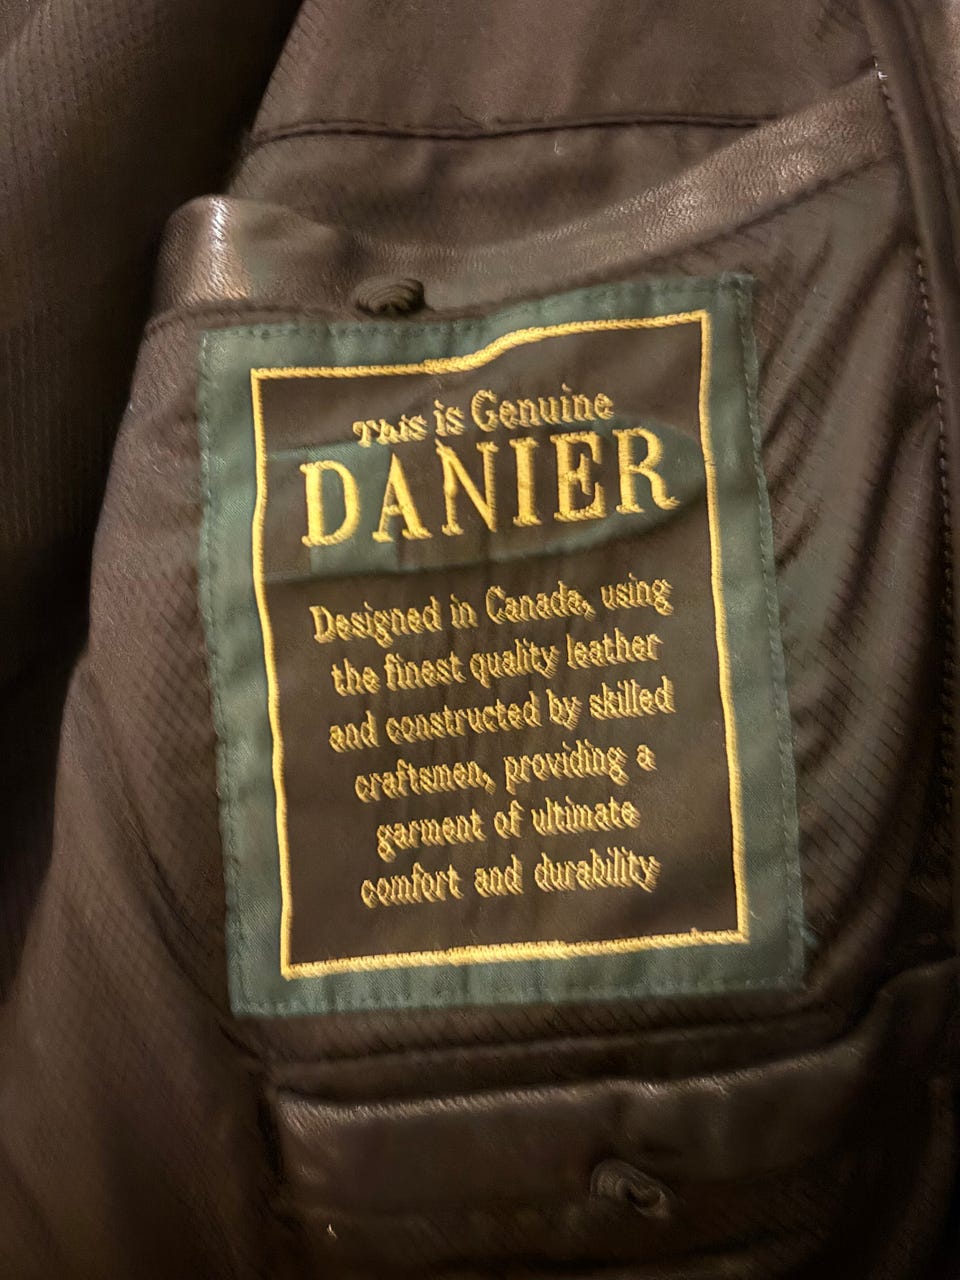 This is Genuine
DANIER
Designed in Canada, using
the finest quality leather
and constructed by skilled
craftsmen, providing a
garment of ultimate
comfort and durability